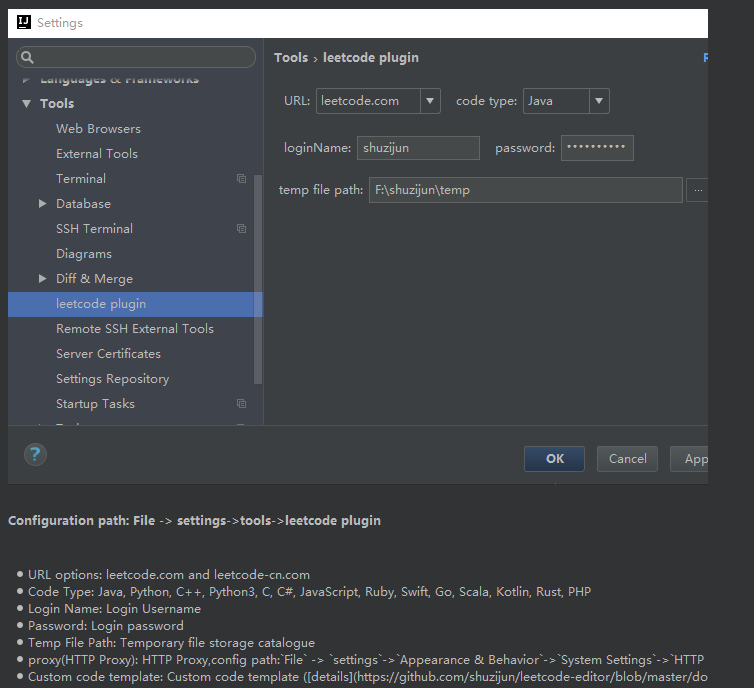 Settings
Tools › leetcode plugin
Languages & Frameworks
Tools
Web Browsers
External Tools
Terminal
Database
SSH Terminal
Diagrams
Diff & Merge
leetcode plugin
Remote SSH External Tools
Server Certificates
Settings Repository
Startup Tasks
URL: leetcode.com code type: Java
loginName: shuzijun password: ••••••••••
temp file path: F:\shuzijun\temp ...
? OK Cancel App
Configuration path: File -> settings->tools->leetcode plugin
• URL options: leetcode.com and leetcode-cn.com
• Code Type: Java, Python, C++, Python3, C, C#, JavaScript, Ruby, Swift, Go, Scala, Kotlin, Rust, PHP
• Login Name: Login Username
• Password: Login password
• Temp File Path: Temporary file storage catalogue
• proxy(HTTP Proxy): HTTP Proxy,config path:`File` -> `settings`->`Appearance & Behavior`->`System Settings`->`HTTP
• Custom code template: Custom code template ([details](https://github.com/shuzijun/leetcode-editor/blob/master/do